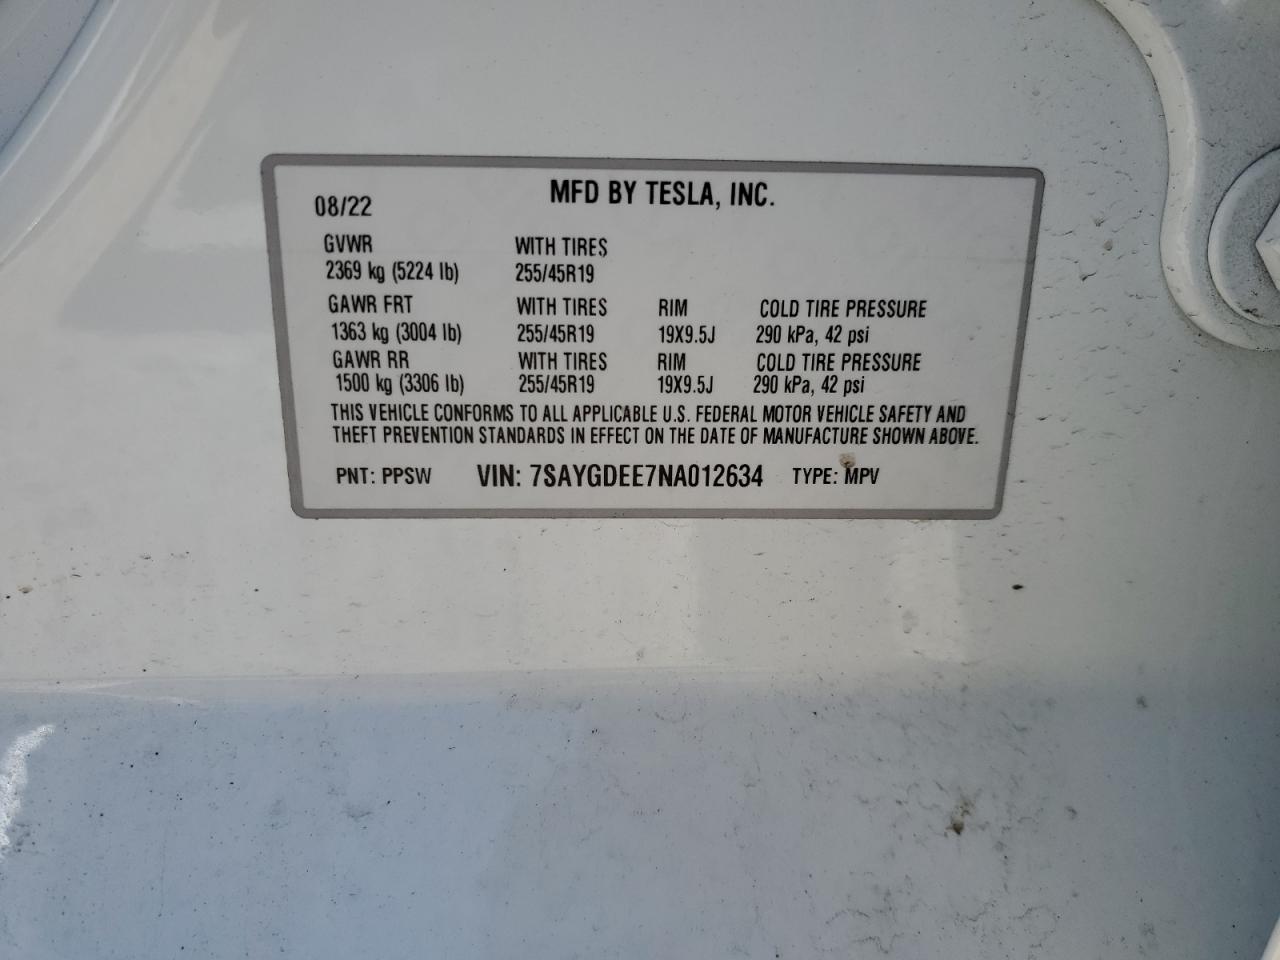 MFD BY TESLA, INC.
08/22
GVWR WITH TIRES
2369 kg (5224 lb) 255/45R19
GAWR FRT WITH TIRES RIM COLD TIRE PRESSURE
1363 kg (3004 lb) 255/45R19 19X9.5J 290 kPa, 42 psi
GAWR RR WITH TIRES RIM COLD TIRE PRESSURE
1500 kg (3306 lb) 255/45R19 19X9.5J 290 kPa, 42 psi
THIS VEHICLE CONFORMS TO ALL APPLICABLE U.S. FEDERAL MOTOR VEHICLE SAFETY AND
THEFT PREVENTION STANDARDS IN EFFECT ON THE DATE OF MANUFACTURE SHOWN ABOVE.
PNT: PPSW VIN: 7SAYGDEE7NA012634 TYPE: MPV